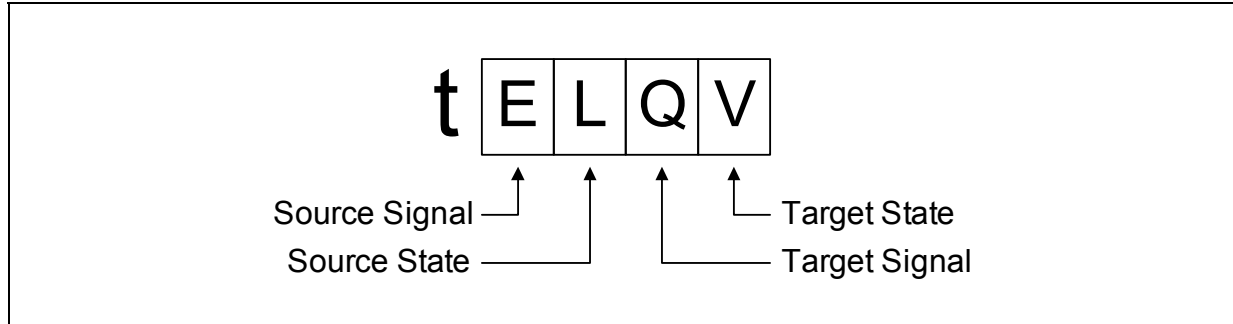 t E L Q V
Source Signal Target State
Source State Target Signal